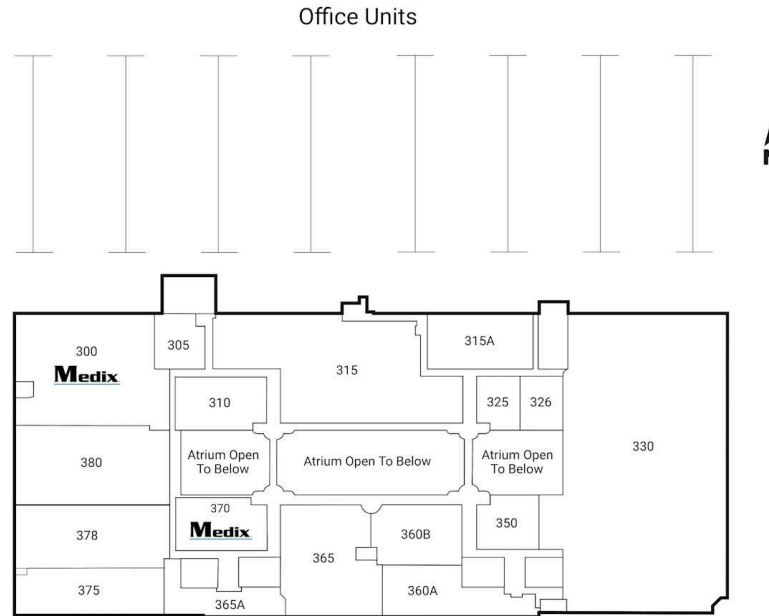 Office Units
300
Medix
305
315
315A
310
325
326
380
Atrium Open
To Below
Atrium Open To Below
Atrium Open
To Below
330
370
Medix
350
378
365
360B
375
365A
360A